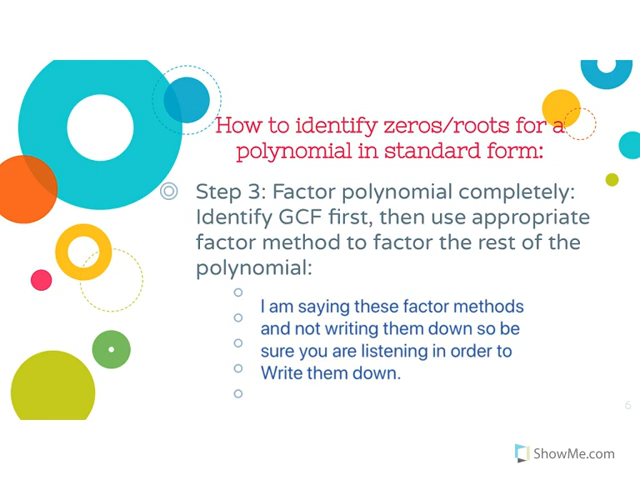 How to identify zeros/roots for a
polynomial in standard form:
Step 3: Factor polynomial completely:
Identify GCF first, then use appropriate
factor method to factor the rest of the
polynomial:
I am saying these factor methods
and not writing them down so be
sure you are listening in order to
Write them down.
6
ShowMe.com